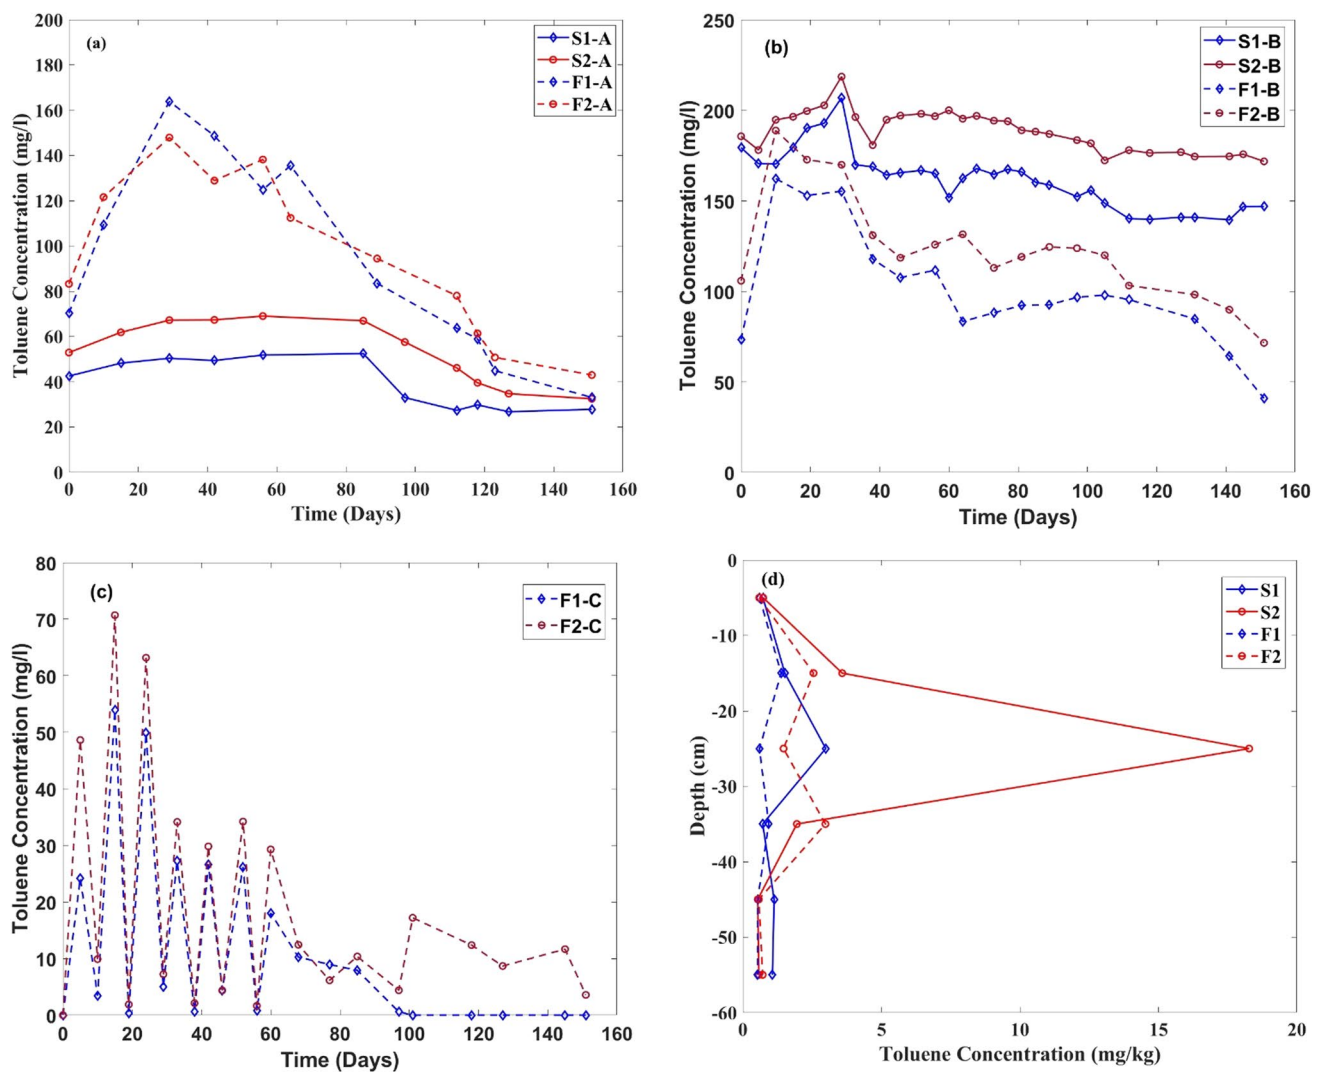 (a)
S1-A
S2-A
F1-A
F2-A
200
180
160
140
120
100
80
60
40
20
0
Toluene Concentration (mg/l)
0 20 40 60 80 100 120 140 160
Time (Days)
(b)
S1-B
S2-B
F1-B
F2-B
250
200
150
100
50
0
Toluene Concentration (mg/l)
0 20 40 60 80 100 120 140 160
Time (Days)
(c)
F1-C
F2-C
80
70
60
50
40
30
20
10
0
Toluene Concentration (mg/l)
0 20 40 60 80 100 120 140 160
Time (Days)
(d)
S1
S2
F1
F2
0
-10
-20
-30
-40
-50
-60
Depth (cm)
0 5 10 15 20
Toluene Concentration (mg/kg)